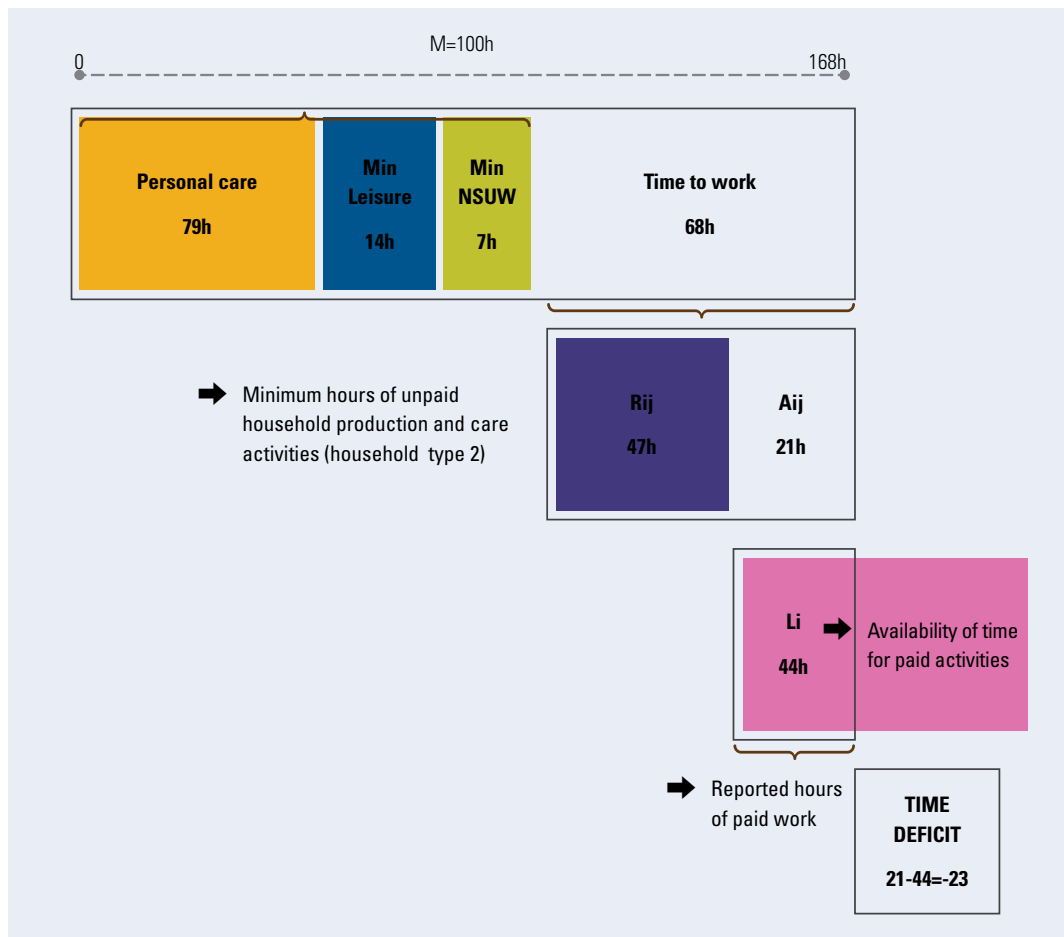 M=100h
0
168h
Personal care
79h
Min
Leisure
14h
Min
NSUW
7h
Time to work
68h
Minimum hours of unpaid
household production and care
activities (household type 2)
Rij
47h
Aij
21h
Li
44h
Availability of time
for paid activities
Reported hours
of paid work
TIME
DEFICIT
21-44=-23